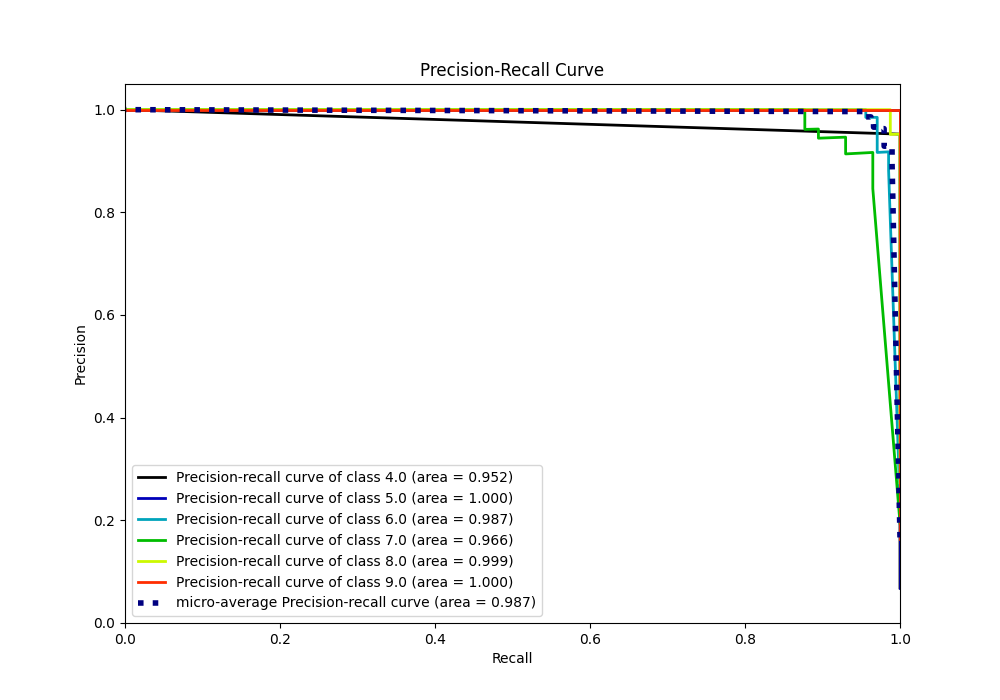 Precision-Recall Curve
1.0
0.8
0.6
0.4
0.2
0.0
Precision
Precision-recall curve of class 4.0 (area = 0.952)
Precision-recall curve of class 5.0 (area = 1.000)
Precision-recall curve of class 6.0 (area = 0.987)
Precision-recall curve of class 7.0 (area = 0.966)
Precision-recall curve of class 8.0 (area = 0.999)
Precision-recall curve of class 9.0 (area = 1.000)
micro-average Precision-recall curve (area = 0.987)
0.0 0.2 0.4 0.6 0.8 1.0
Recall